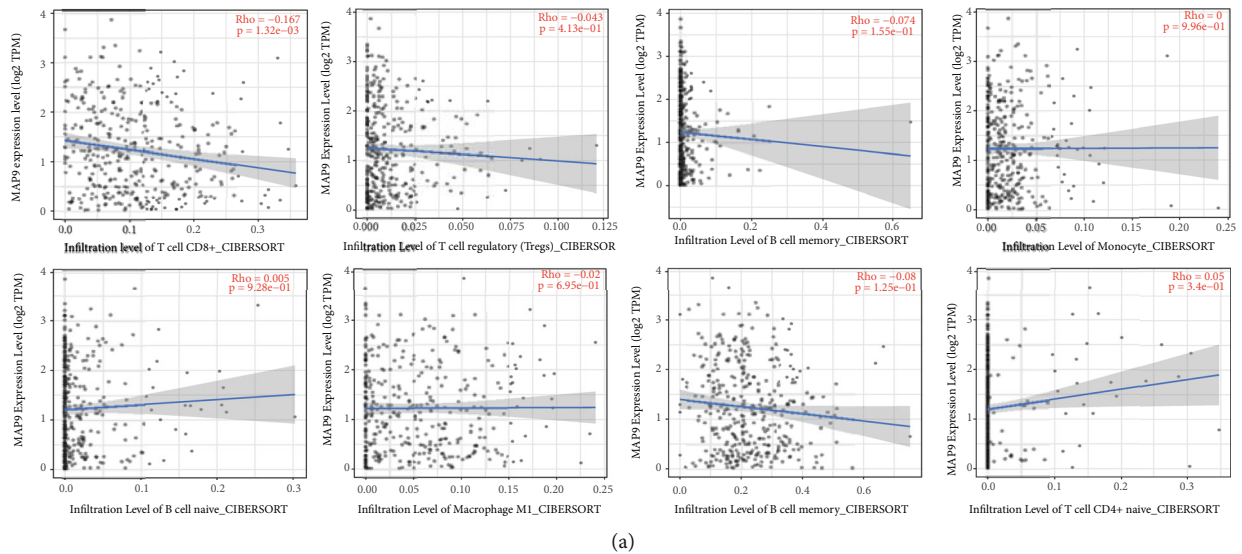 Rho = −0.167
p = 1.32e−03
MAP9 expression level (log2 TPM)
4
3
2
1
0
0.0
0.1
0.2
0.3
Infiltration level of T cell CD8+_CIBERSORT
Rho = −0.043
p = 4.13e−01
MAP9 Expression Level (log2 TPM)
4
3
2
1
0
0.000
0.025
0.050
0.075
0.100
0.125
Infiltration Level of T cell regulatory (Tregs)_CIBERSOR
Rho = −0.074
p = 1.55e−01
MAP9 Expression Level (log2 TPM)
4
3
2
1
0
0.0
0.2
0.4
0.6
Infiltration Level of B cell memory_CIBERSORT
Rho = 0
p = 9.96e−01
MAP9 Expression Level (log2 TPM)
4
3
2
1
0
0.00
0.05
0.10
0.15
0.20
0.25
Infiltration Level of Monocyte_CIBERSORT
Rho = 0.005
p = 9.28e−01
MAP9 Expression Level (log2 TPM)
4
3
2
1
0
0.0
0.1
0.2
0.3
Infiltration Level of B cell naive_CIBERSORT
Rho = −0.02
p = 6.95e−01
MAP9 Expression Level (log2 TPM)
4
3
2
1
0
0.00
0.05
0.10
0.15
0.20
0.25
Infiltration Level of Macrophage M1_CIBERSORT
Rho = −0.08
p = 1.25e−01
MAP9 Expression Level (log2 TPM)
4
3
2
1
0
0.0
0.2
0.4
0.6
Infiltration Level of B cell memory_CIBERSORT
Rho = 0.05
p = 3.4e−01
MAP9 Expression Level (log2 TPM)
4
3
2
1
0
0.0
0.1
0.2
0.3
Infiltration Level of T cell CD4+ naive_CIBERSORT
(a)